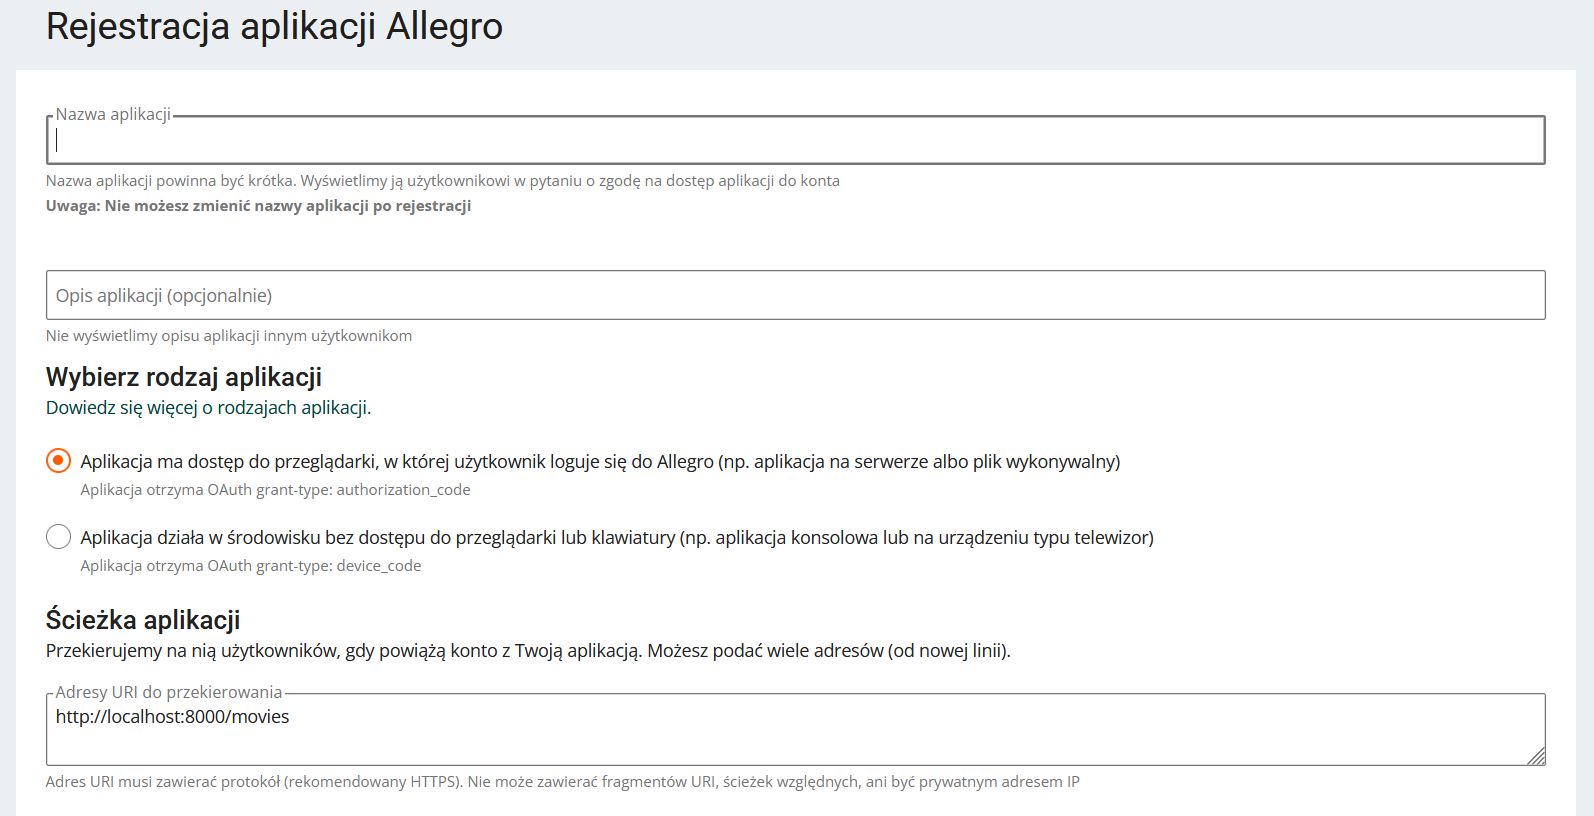 Rejestracja aplikacji Allegro
Nazwa aplikacji
Nazwa aplikacji powinna być krótka. Wyświetlimy ją użytkownikowi w pytaniu o zgodę na dostęp aplikacji do konta
Uwaga: Nie możesz zmienić nazwy aplikacji po rejestracji
Opis aplikacji (opcjonalnie)
Nie wyświetlimy opisu aplikacji innym użytkownikom
Wybierz rodzaj aplikacji
Dowiedz się więcej o rodzajach aplikacji.
Aplikacja ma dostęp do przeglądarki, w której użytkownik loguje się do Allegro (np. aplikacja na serwerze albo plik wykonywalny)
Aplikacja otrzyma OAuth grant-type: authorization_code
Aplikacja działa w środowisku bez dostępu do przeglądarki lub klawiatury (np. aplikacja konsolowa lub na urządzeniu typu telewizor)
Aplikacja otrzyma OAuth grant-type: device_code
Ścieżka aplikacji
Przekierujemy na nią użytkowników, gdy powiążą konto z Twoją aplikacją. Możesz podać wiele adresów (od nowej linii).
Adresy URI do przekierowania
http://localhost:8000/movies
Adres URI musi zawierać protokół (rekomendowany HTTPS). Nie może zawierać fragmentów URI, ścieżek względnych, ani być prywatnym adresem IP